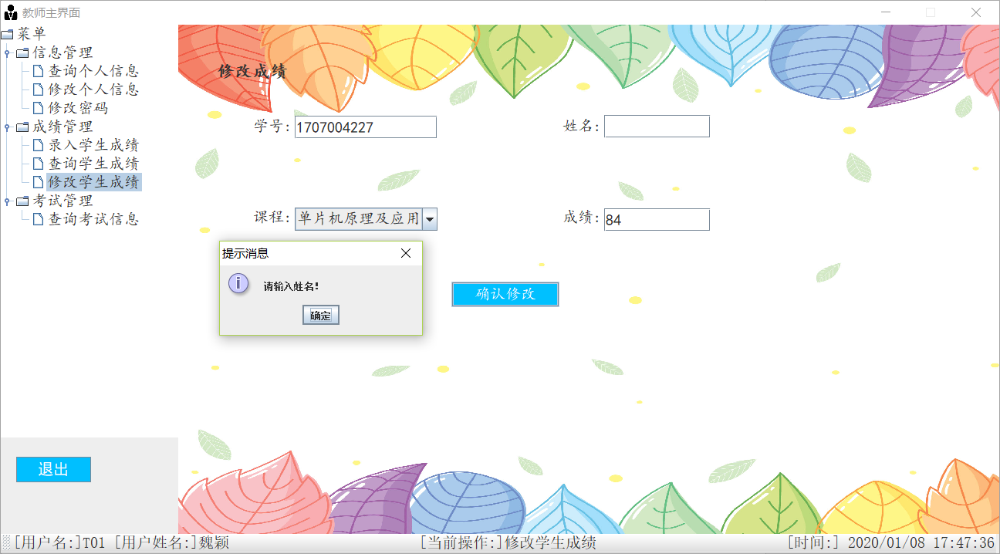 教师主界面
菜单
信息管理
查询个人信息
修改个人信息
修改密码
成绩管理
录入学生成绩
查询学生成绩
修改学生成绩
考试管理
查询考试信息
退出
修改成绩
学号: 1707004227 姓名:
课程: 单片机原理及应用 成绩: 84
提示消息
请输入姓名!
确定
确认修改
[用户名:]T01 [用户姓名:]魏颖 [当前操作:]修改学生成绩 [时间:] 2020/01/08 17:47:36